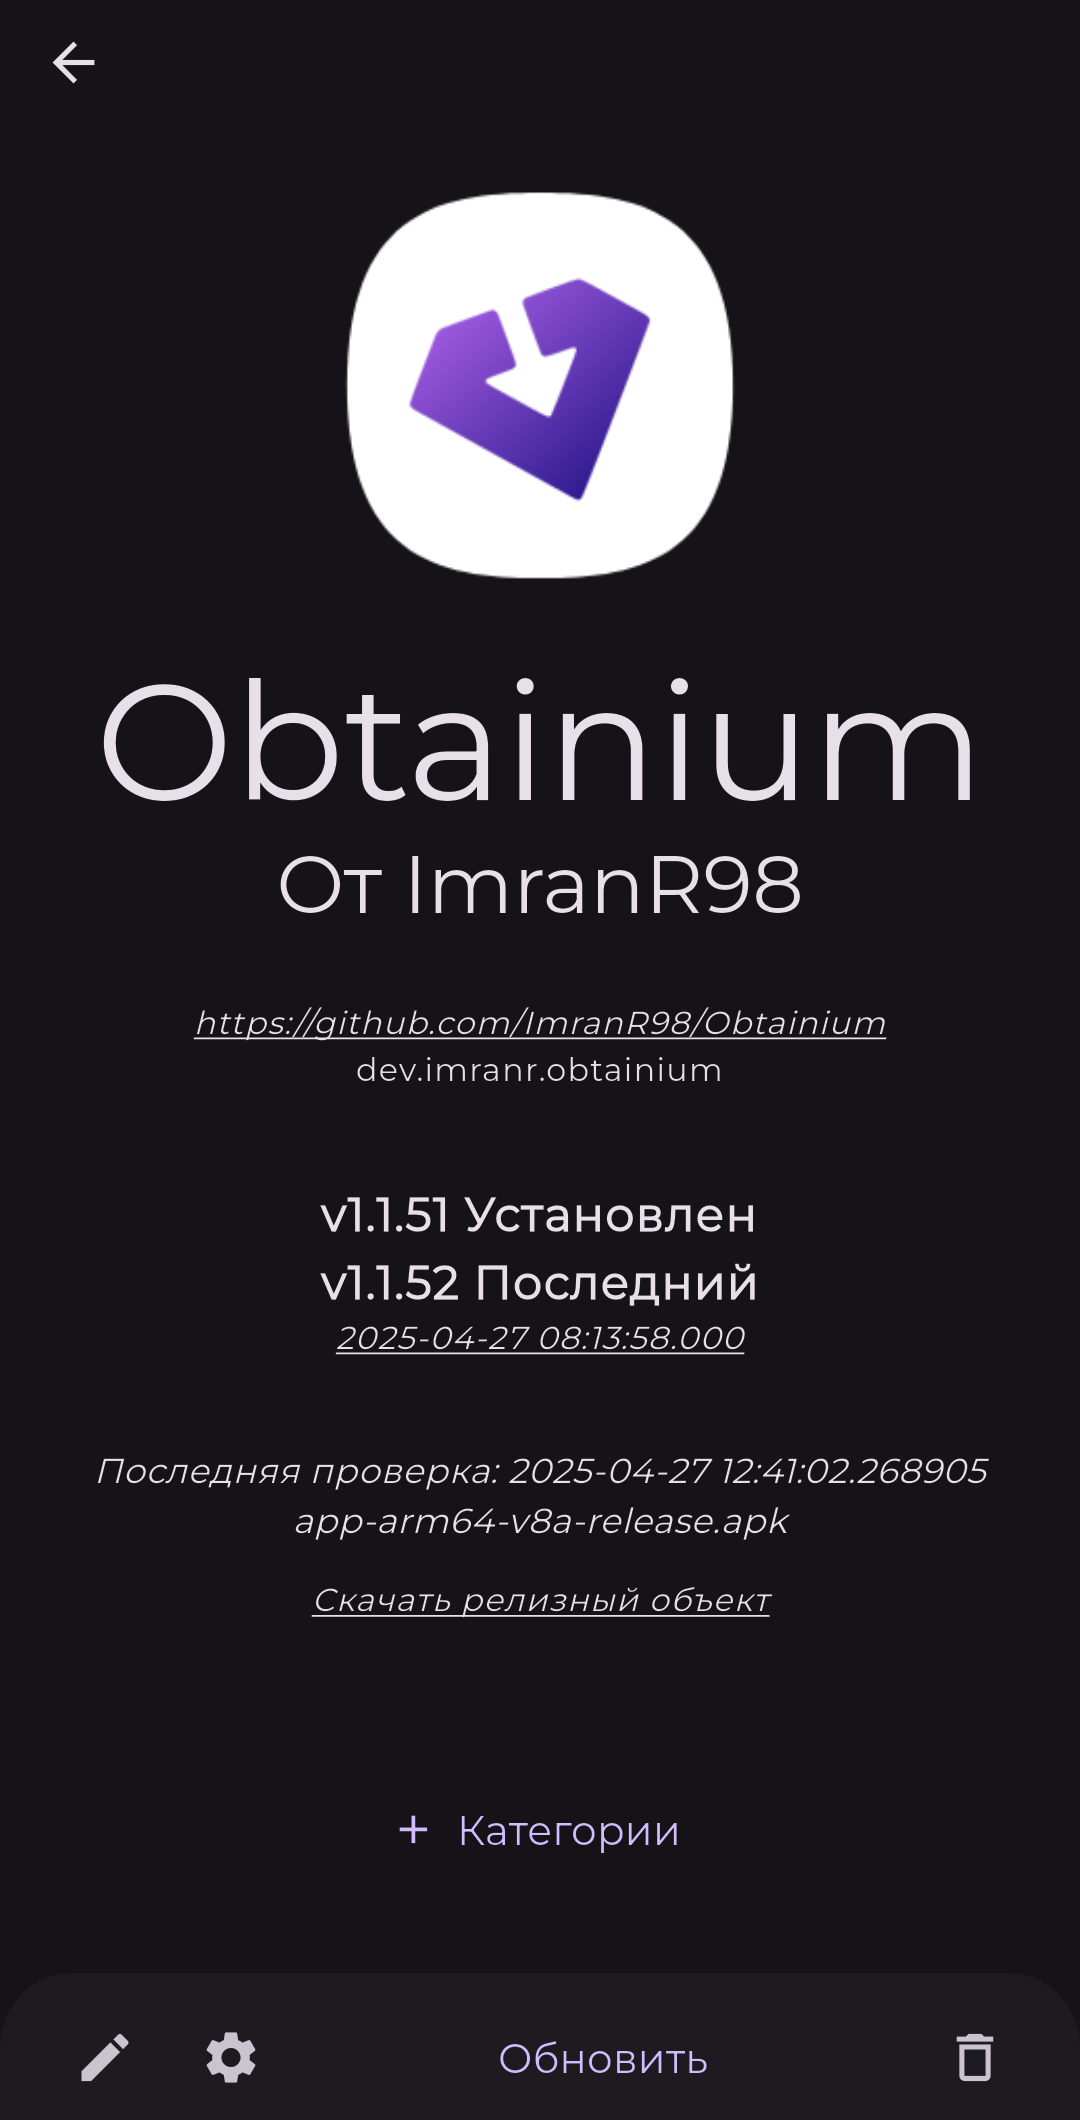 Obtainium
От ImranR98
https://github.com/ImranR98/Obtainium
dev.imranr.obtainium
v1.1.51 Установлен
v1.1.52 Последний
2025-04-27 08:13:58.000
Последняя проверка: 2025-04-27 12:41:02.268905
app-arm64-v8a-release.apk
Скачать релизный объект
+ Категории
Обновить